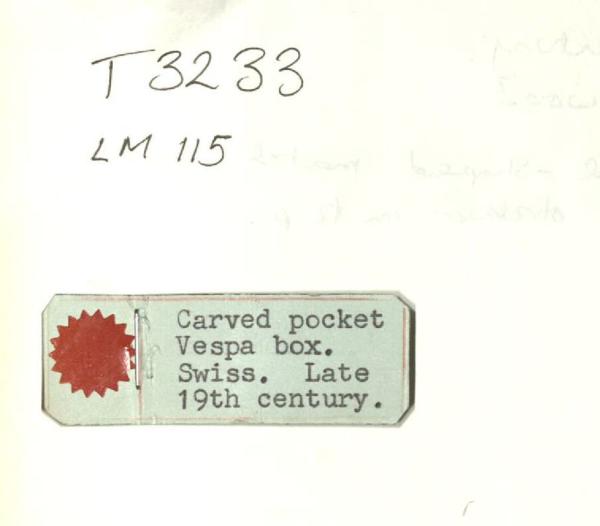 T3233
LM 115
Carved pocket
Vespa box.
Swiss. Late
19th century.